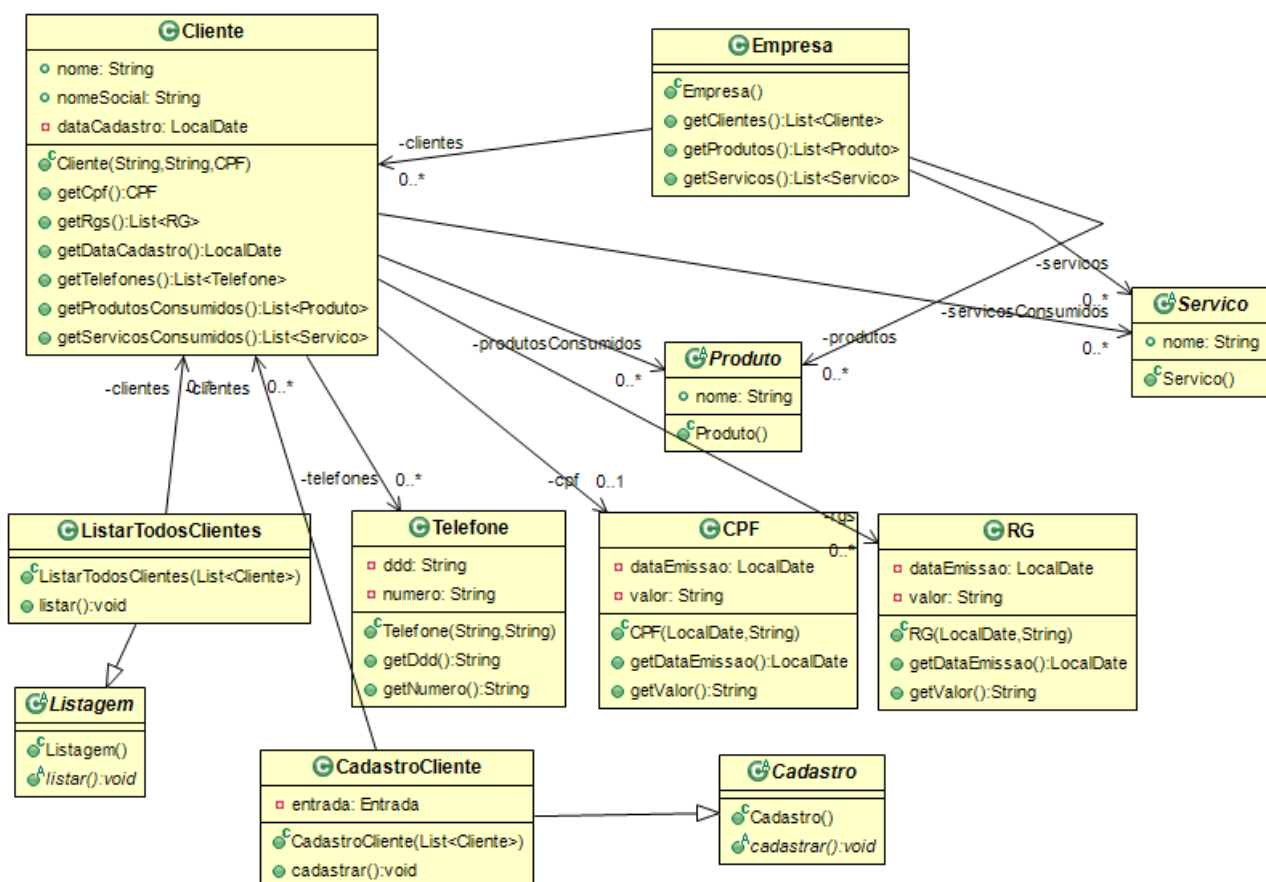 Cliente
nome: String
nomeSocial: String
dataCadastro: LocalDate
Cliente(String,String,CPF)
getCpf():CPF
getRgs():List<RG>
getDataCadastro():LocalDate
getTelefones():List<Telefone>
getProdutosConsumidos():List<Produto>
getServicosConsumidos():List<Servico>
Empresa
Empresa()
getClientes():List<Cliente>
getProdutos():List<Produto>
getServicos():List<Servico>
-clientes
0..*
-servicos
0..*
-servicosConsumidos
0..*
Servico
nome: String
Servico()
-produtosConsumidos
0..*
-produtos
0..*
Produto
nome: String
Produto()
-clientes
0..*
-clientes
0..*
-telefones
0..*
-cpf
0..1
-rgs
0..*
ListarTodosClientes
ListarTodosClientes(List<Cliente>)
listar():void
Telefone
ddd: String
numero: String
Telefone(String,String)
getDdd():String
getNumero():String
CPF
dataEmissao: LocalDate
valor: String
CPF(LocalDate,String)
getDataEmissao():LocalDate
getValor():String
RG
dataEmissao: LocalDate
valor: String
RG(LocalDate,String)
getDataEmissao():LocalDate
getValor():String
Listagem
Listagem()
listar():void
CadastroCliente
entrada: Entrada
CadastroCliente(List<Cliente>)
cadastrar():void
Cadastro
Cadastro()
cadastrar():void